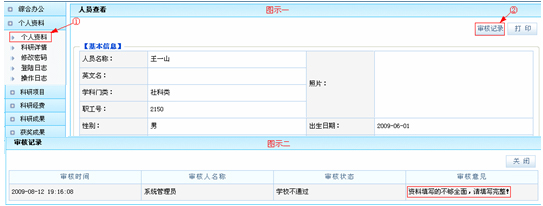 综合办公
个人资料
个人资料
科研详情
修改密码
登陆日志
操作日志
科研项目
科研经费
科研成果
获奖成果
①
人员查看
图示一
②
审核记录 打 印
【基本信息】
人员名称： 王一山
英文名：
照片：
学科门类： 社科类
职工号： 2150
性别： 男 出生日期： 2009-06-01
审核记录 图示二
关 闭
审核时间 审核人名称 审核状态 审核意见
2009-08-12 19:16:08 系统管理员 学校不通过 资料填写的不够全面，请填写完整!